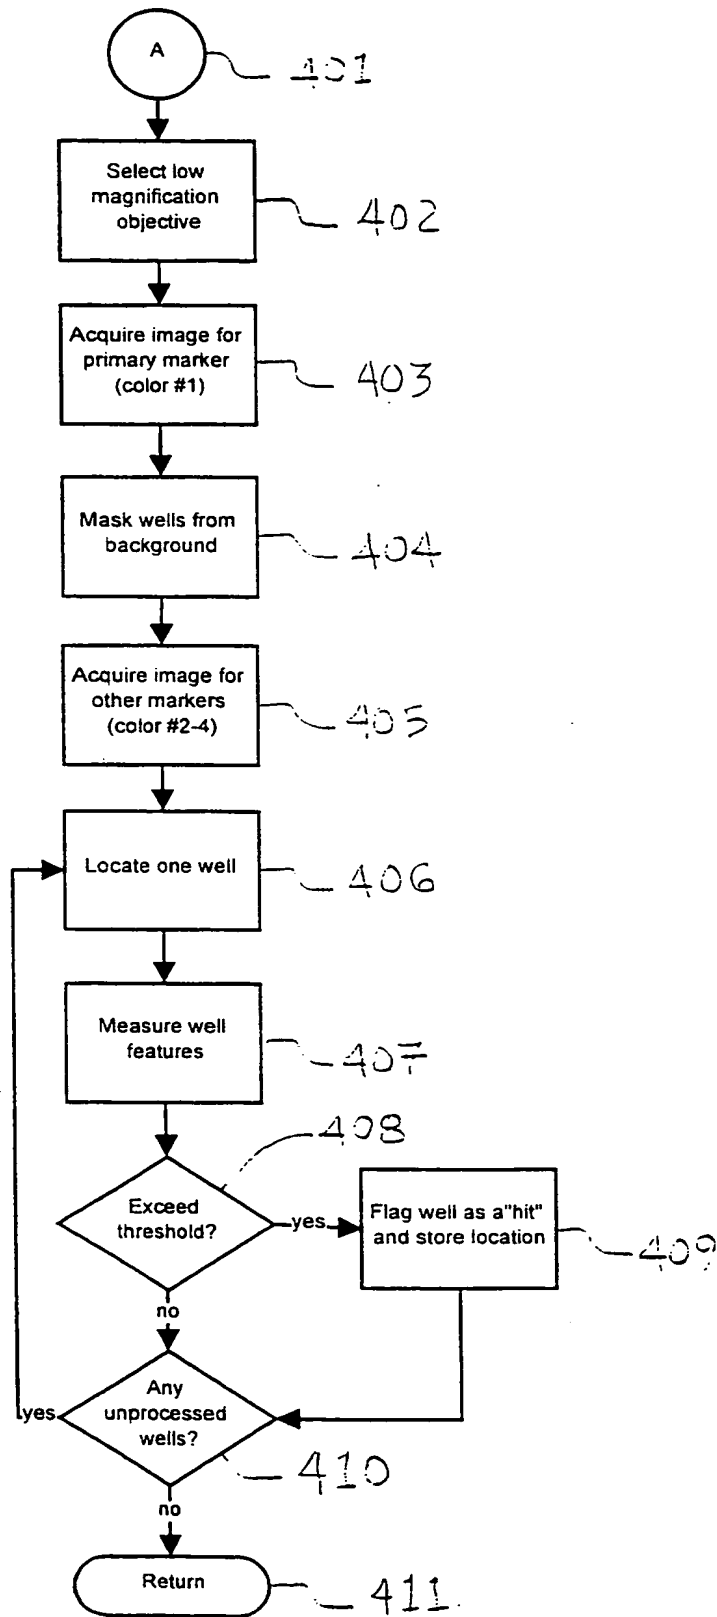 A
401
Select low
magnification
objective
402
Acquire image for
primary marker
(color #1)
403
Mask wells from
background
404
Acquire image for
other markers
(color #2-4)
405
Locate one well
406
Measure well
features
407
408
Exceed
threshold?
yes
Flag well as a"hit"
and store location
409
no
Any
unprocessed
wells?
yes
410
no
Return
411